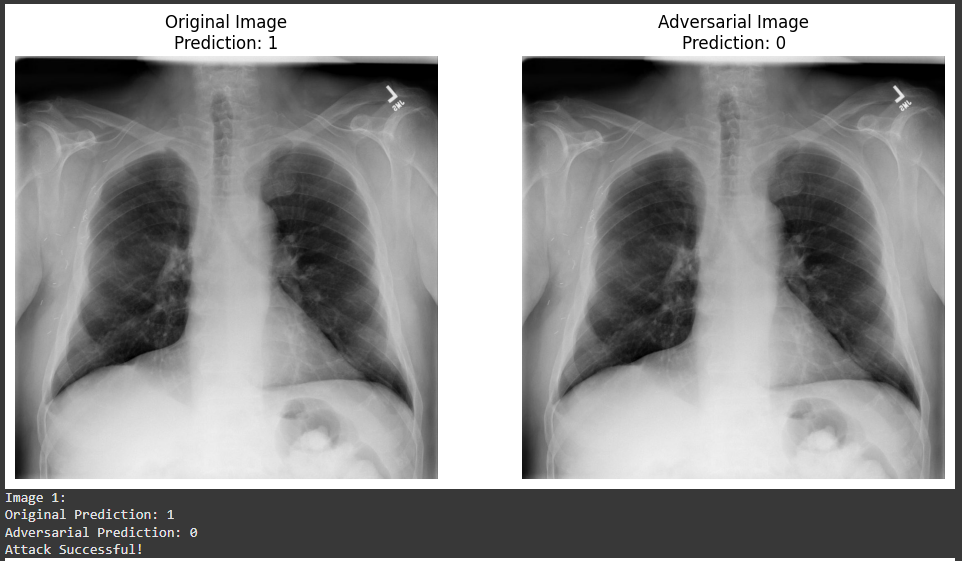 Original Image
Prediction: 1
Adversarial Image
Prediction: 0
L
L
Image 1:
Original Prediction: 1
Adversarial Prediction: 0
Attack Successful!